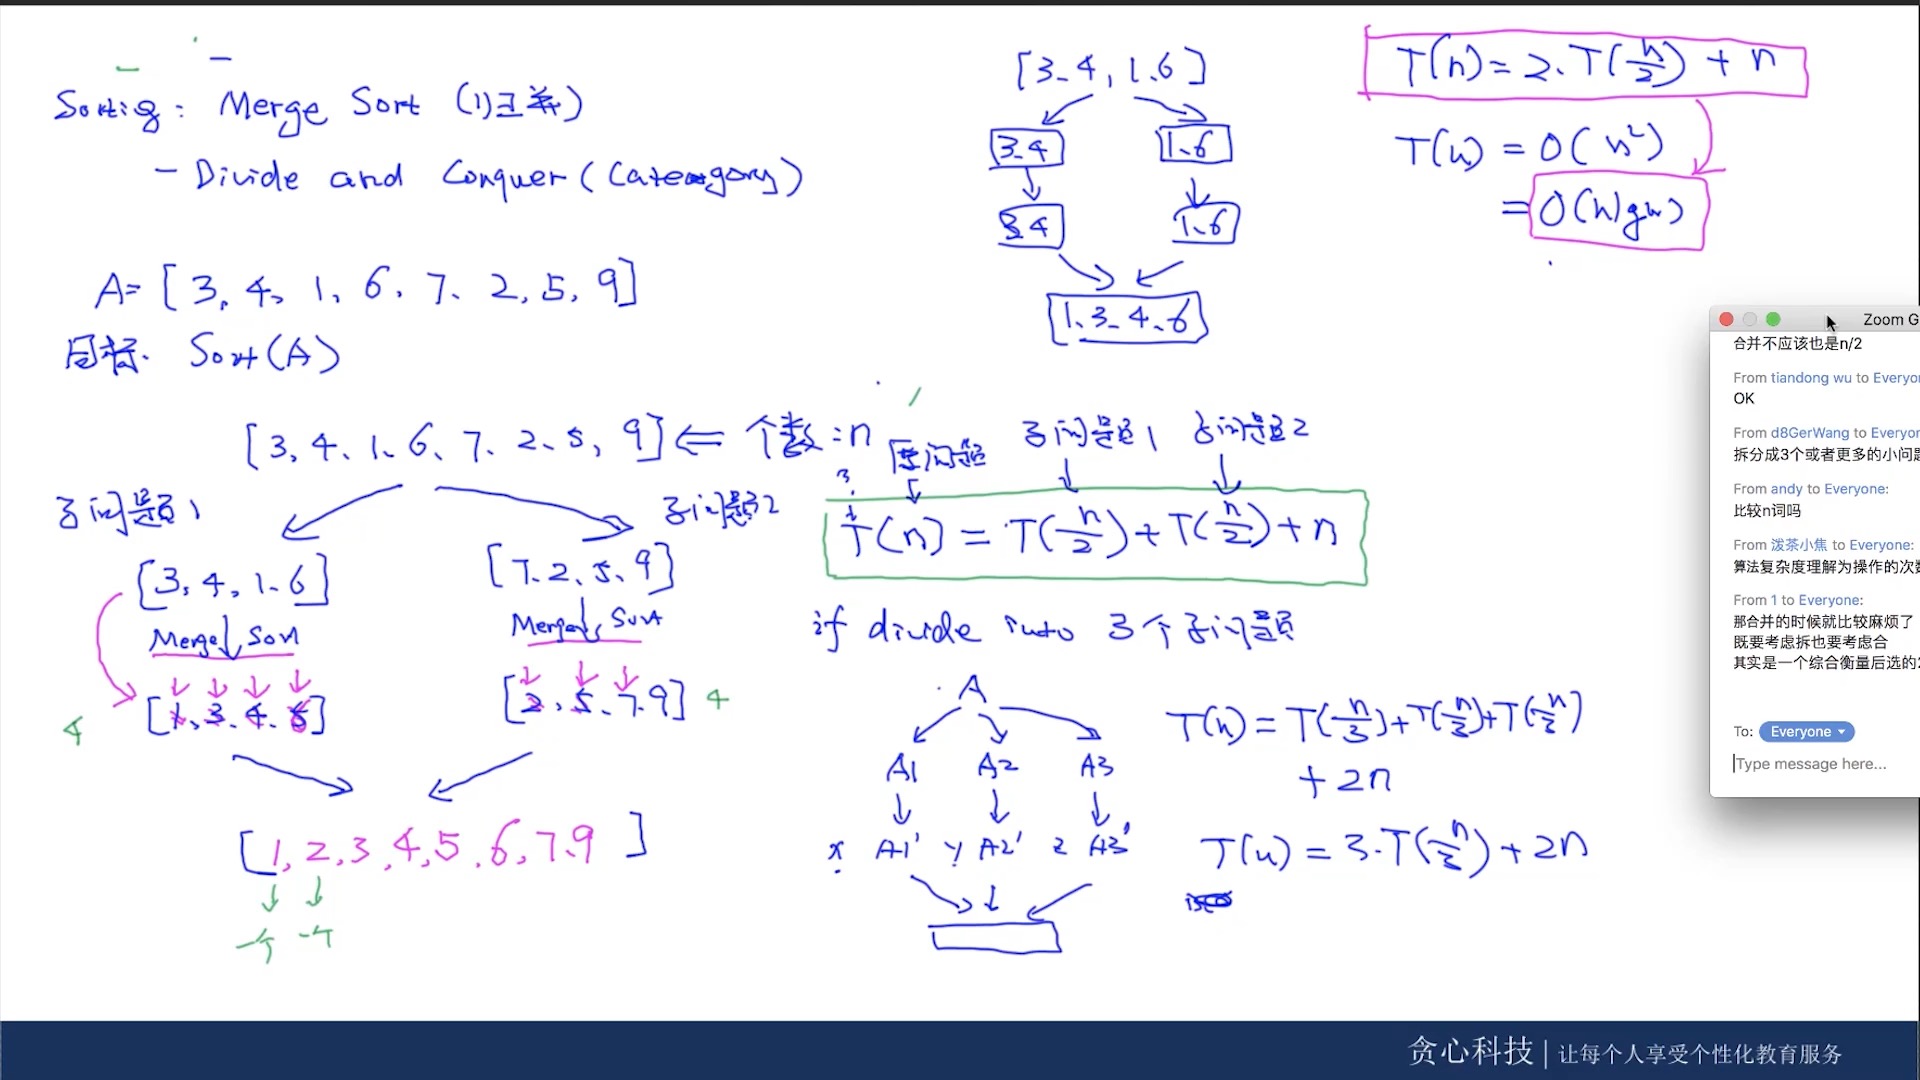 Sorting: Merge Sort (归并)
- Divide and Conquer (Category)
A= [3, 4, 1, 6, 7, 2, 5, 9]
目标. Sort(A)
[3, 4, 1, 6, 7, 2, 5, 9] ⇐ 个数:n
子问题1
子问题2
[3, 4, 1, 6]
[7, 2, 5, 9]
Merge Sort
Merge Sort
[1, 3, 4, 6]
4
[2, 5, 7, 9]
4
[1, 2, 3, 4, 5, 6, 7, 9]
一个 一个
[3, 4, 1, 6]
3, 4
1, 6
3, 4
1, 6
1, 3, 4, 6
T(n) = 2·T(n/2) + n
T(n) = O(n²)
= O(n lg n)
原问题
子问题1
子问题2
T(n) = T(n/2) + T(n/2) + n
if divide into 3个子问题
A
A1 A2 A3
x A1' y A2' z A3'
T(n) = T(n/3) + T(n/3) + T(n/3)
+ 2n
T(n) = 3·T(n/3) + 2n
Zoom G
合并不应该也是n/2
From tiandong wu to Everyo
OK
From d8GerWang to Everyo
拆分成3个或者更多的小问
From andy to Everyone:
比较n词吗
From 泼茶小焦 to Everyone:
算法复杂度理解为操作的次
From 1 to Everyone:
那合并的时候就比较麻烦了
既要考虑拆也要考虑合
其实是一个综合衡量后选的
To: Everyone
Type message here...
贪心科技 | 让每个人享受个性化教育服务